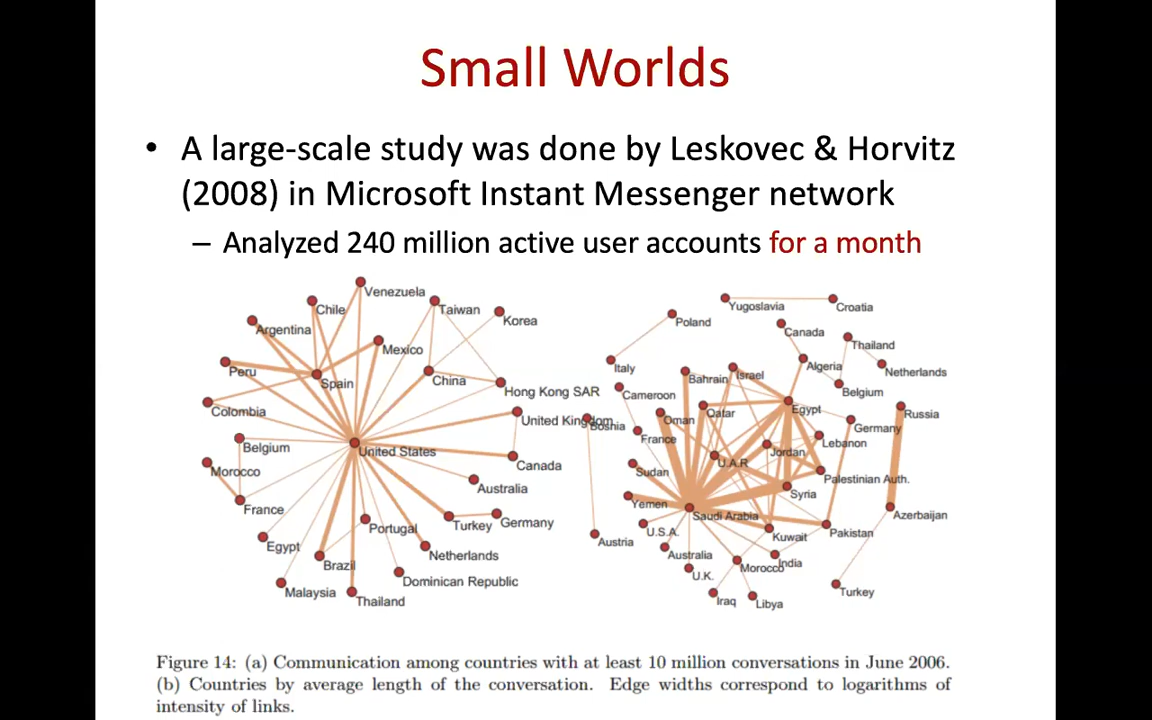 Small Worlds
• A large-scale study was done by Leskovec & Horvitz
(2008) in Microsoft Instant Messenger network
– Analyzed 240 million active user accounts for a month
Venezuela
Chile
Taiwan
Korea
Argentina
Mexico
Peru
Spain
China
Hong Kong SAR
Colombia
United Kingdom
Belgium
United States
Canada
Morocco
Australia
France
Portugal
Turkey
Germany
Egypt
Brazil
Netherlands
Malaysia
Dominican Republic
Thailand
Yugoslavia
Croatia
Poland
Canada
Thailand
Italy
Bahrain
Israel
Algeria
Netherlands
Cameroon
Belgium
Boshia
Oman
Qatar
Egypt
Russia
France
Germany
Jordan
Lebanon
Sudan
U.A.R
Palestinian Auth.
Syria
Yemen
Saudi Arabia
Azerbaijan
Austria
U.S.A.
Kuwait
Pakistan
Australia
U.K.
Morocco
India
Iraq
Libya
Turkey
Figure 14: (a) Communication among countries with at least 10 million conversations in June 2006.
(b) Countries by average length of the conversation. Edge widths correspond to logarithms of
intensity of links.